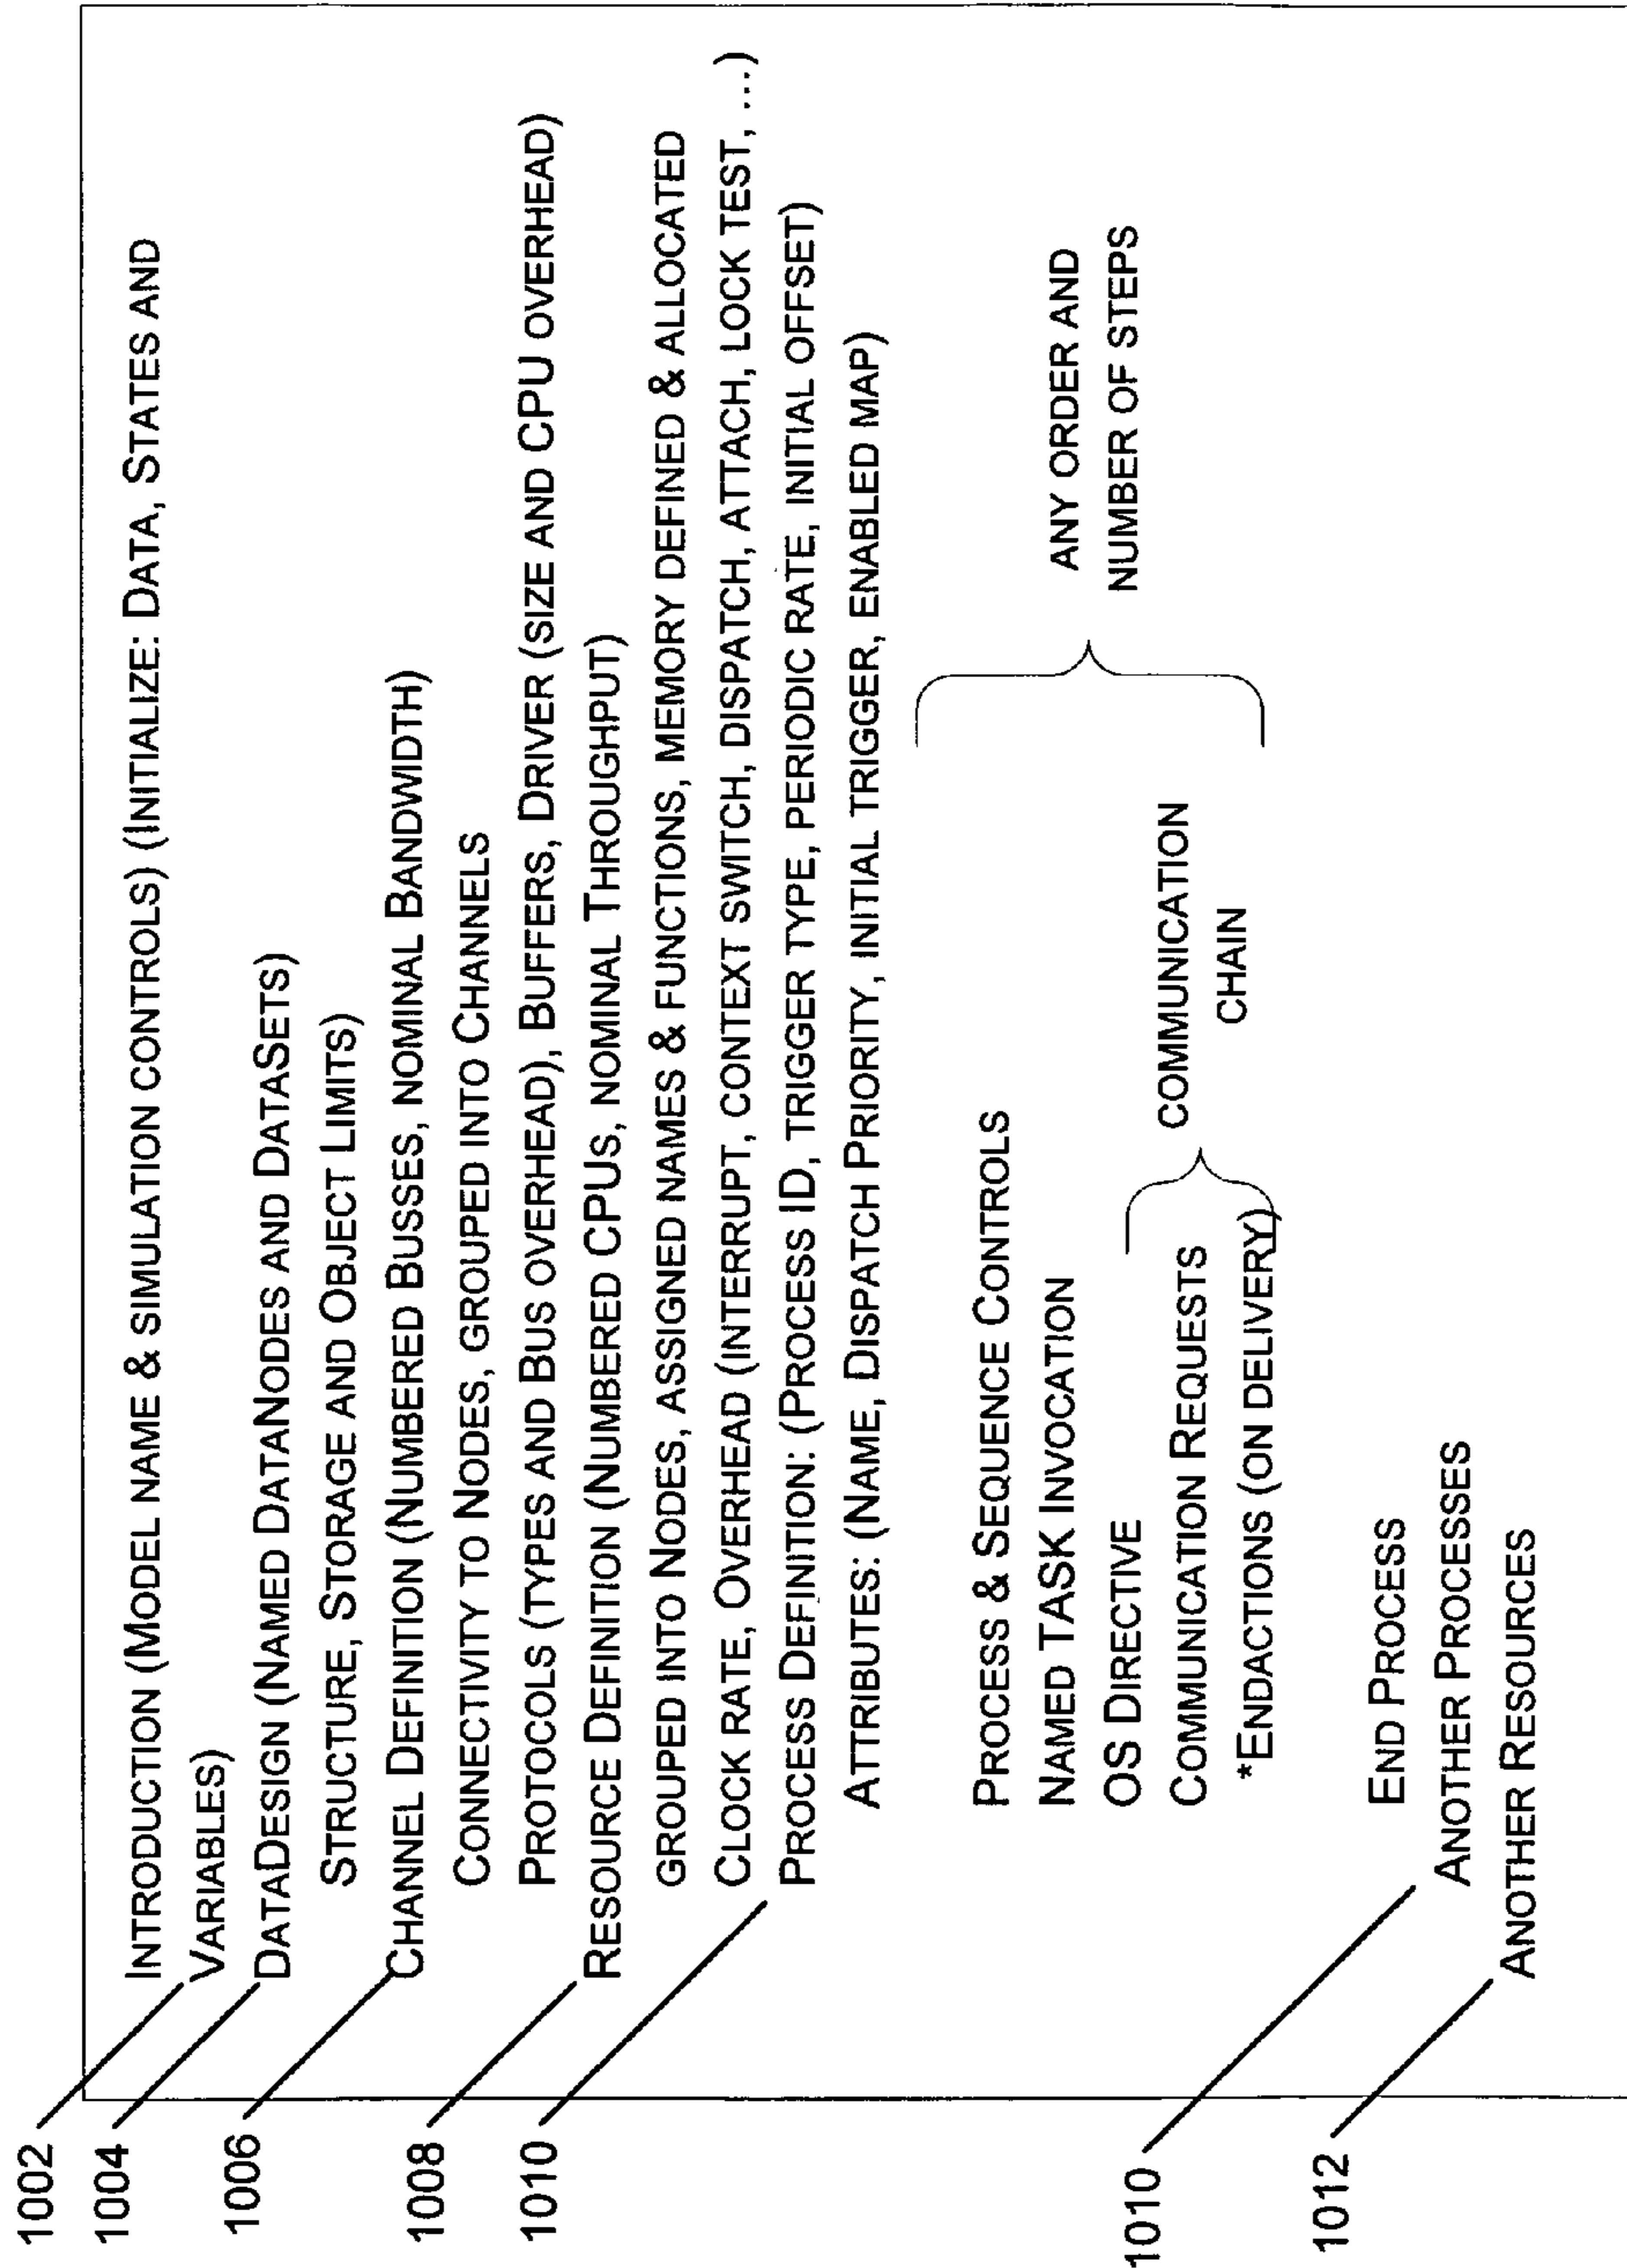 1002
INTRODUCTION (MODEL NAME & SIMULATION CONTROLS) (INITIALIZE: DATA, STATES AND
VARIABLES)
1004
DATADESIGN (NAMED DATANODES AND DATASETS)
STRUCTURE, STORAGE AND OBJECT LIMITS)
1006
CHANNEL DEFINITION (NUMBERED BUSSES, NOMINAL BANDWIDTH)
CONNECTIVITY TO NODES, GROUPED INTO CHANNELS
PROTOCOLS (TYPES AND BUS OVERHEAD), BUFFERS, DRIVER (SIZE AND CPU OVERHEAD)
1008
RESOURCE DEFINITION (NUMBERED CPUS, NOMINAL THROUGHPUT)
GROUPED INTO NODES, ASSIGNED NAMES & FUNCTIONS, MEMORY DEFINED & ALLOCATED
CLOCK RATE, OVERHEAD (INTERRUPT, CONTEXT SWITCH, DISPATCH, ATTACH, LOCK TEST, ...)
1010
PROCESS DEFINITION: (PROCESS ID, TRIGGER TYPE, PERIODIC RATE, INITIAL OFFSET)
ATTRIBUTES: (NAME, DISPATCH PRIORITY, INITIAL TRIGGER, ENABLED MAP)
PROCESS & SEQUENCE CONTROLS
NAMED TASK INVOCATION
OS DIRECTIVE
COMMUNICATION REQUESTS
*ENDACTIONS (ON DELIVERY)
COMMUNICATION
CHAIN
ANY ORDER AND
NUMBER OF STEPS
END PROCESS
1010
ANOTHER PROCESSES
1012
ANOTHER RESOURCES